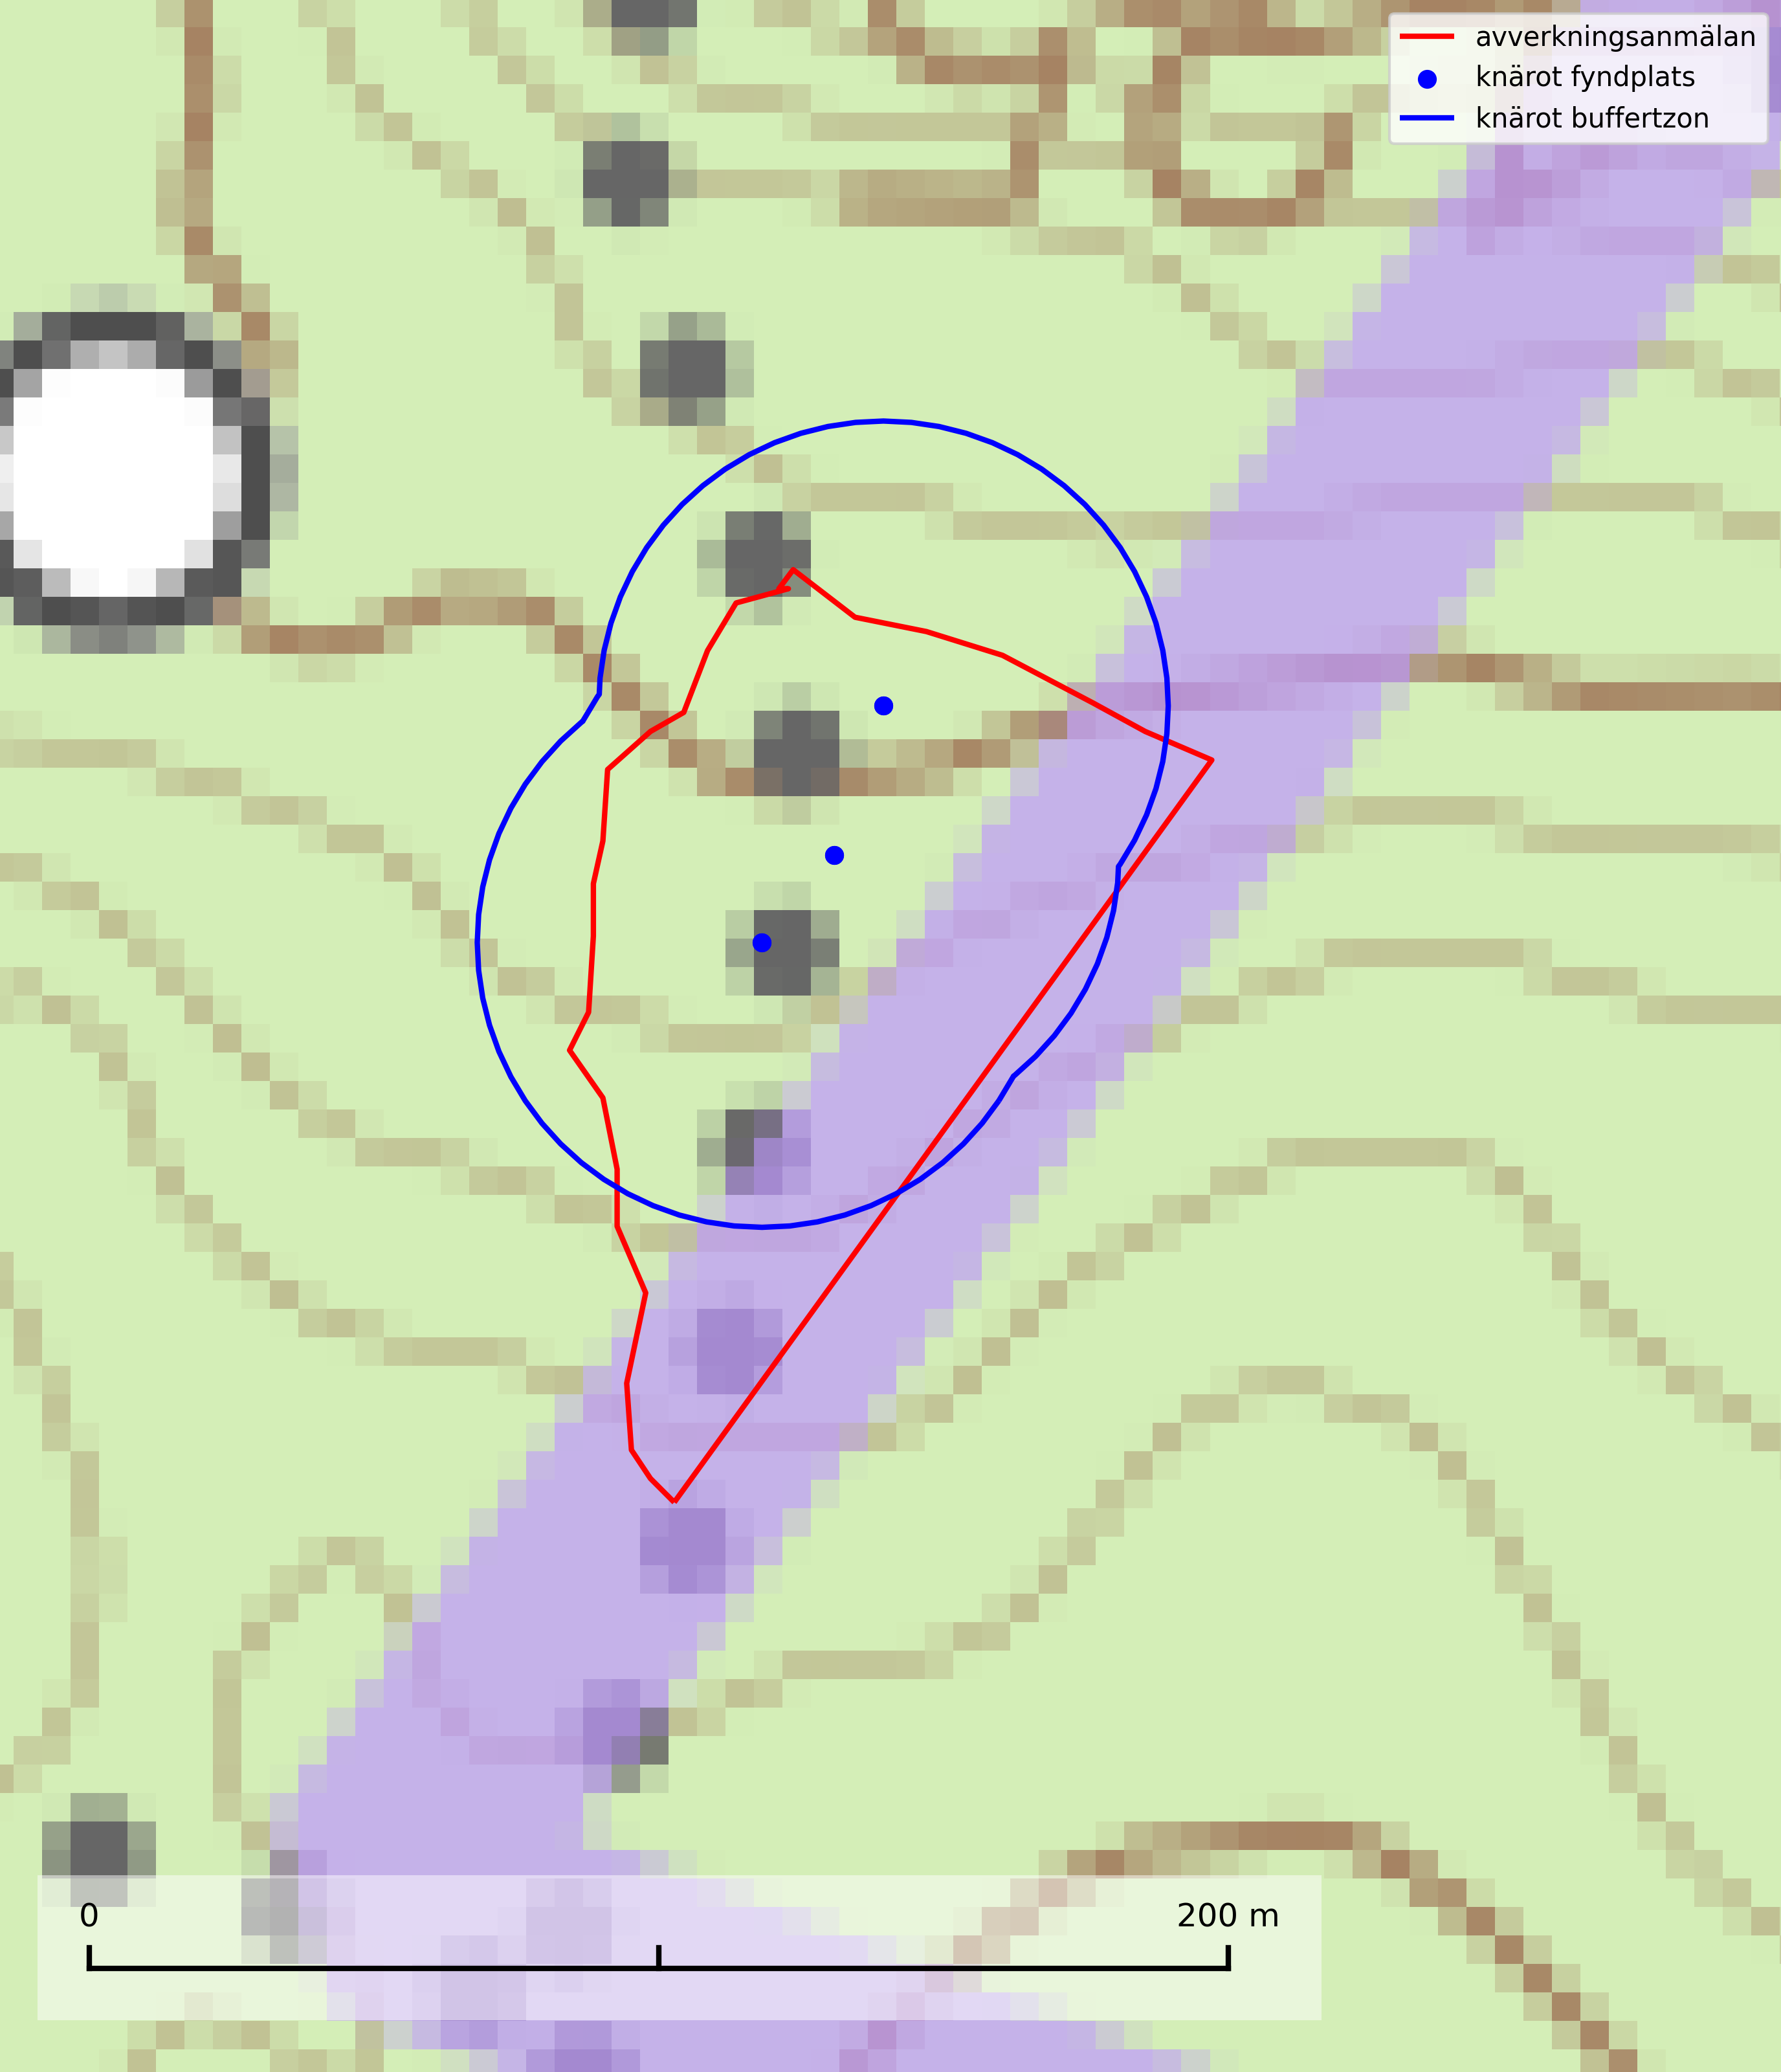 avverkningsanmälan
knärot fyndplats
knärot buffertzon
0
200 m